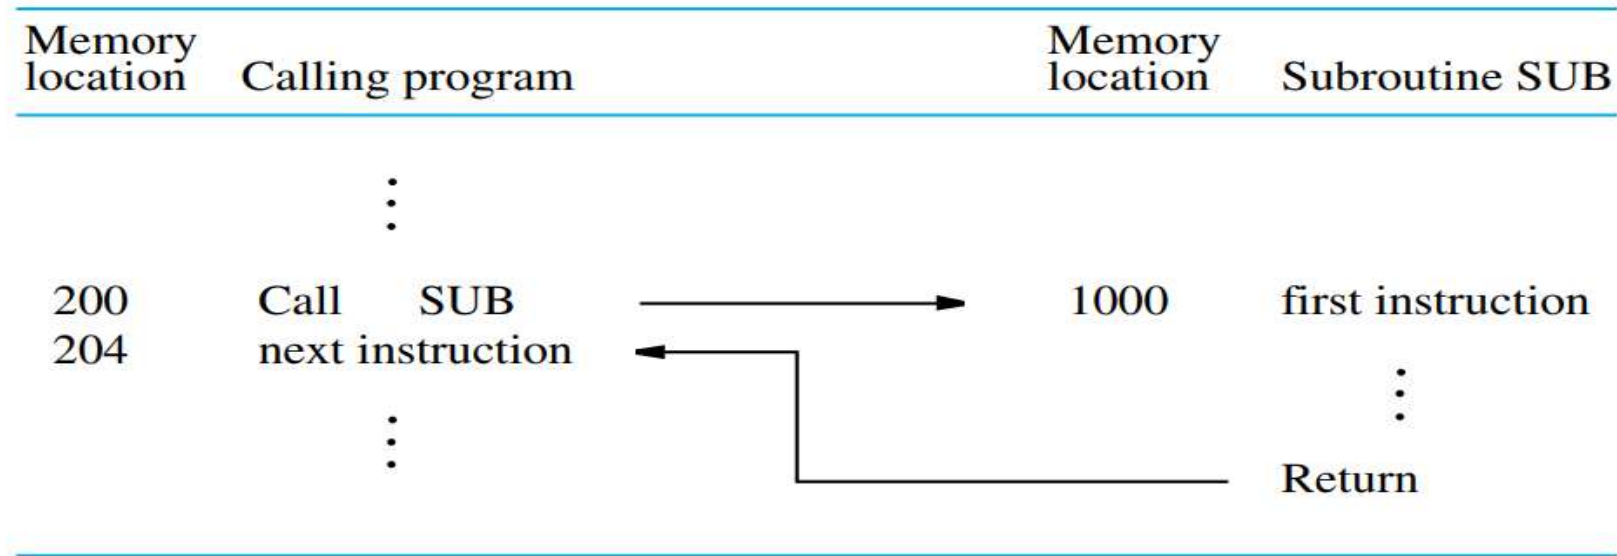 Memory location Calling program Memory location Subroutine SUB
200 Call SUB 1000 first instruction
204 next instruction
Return